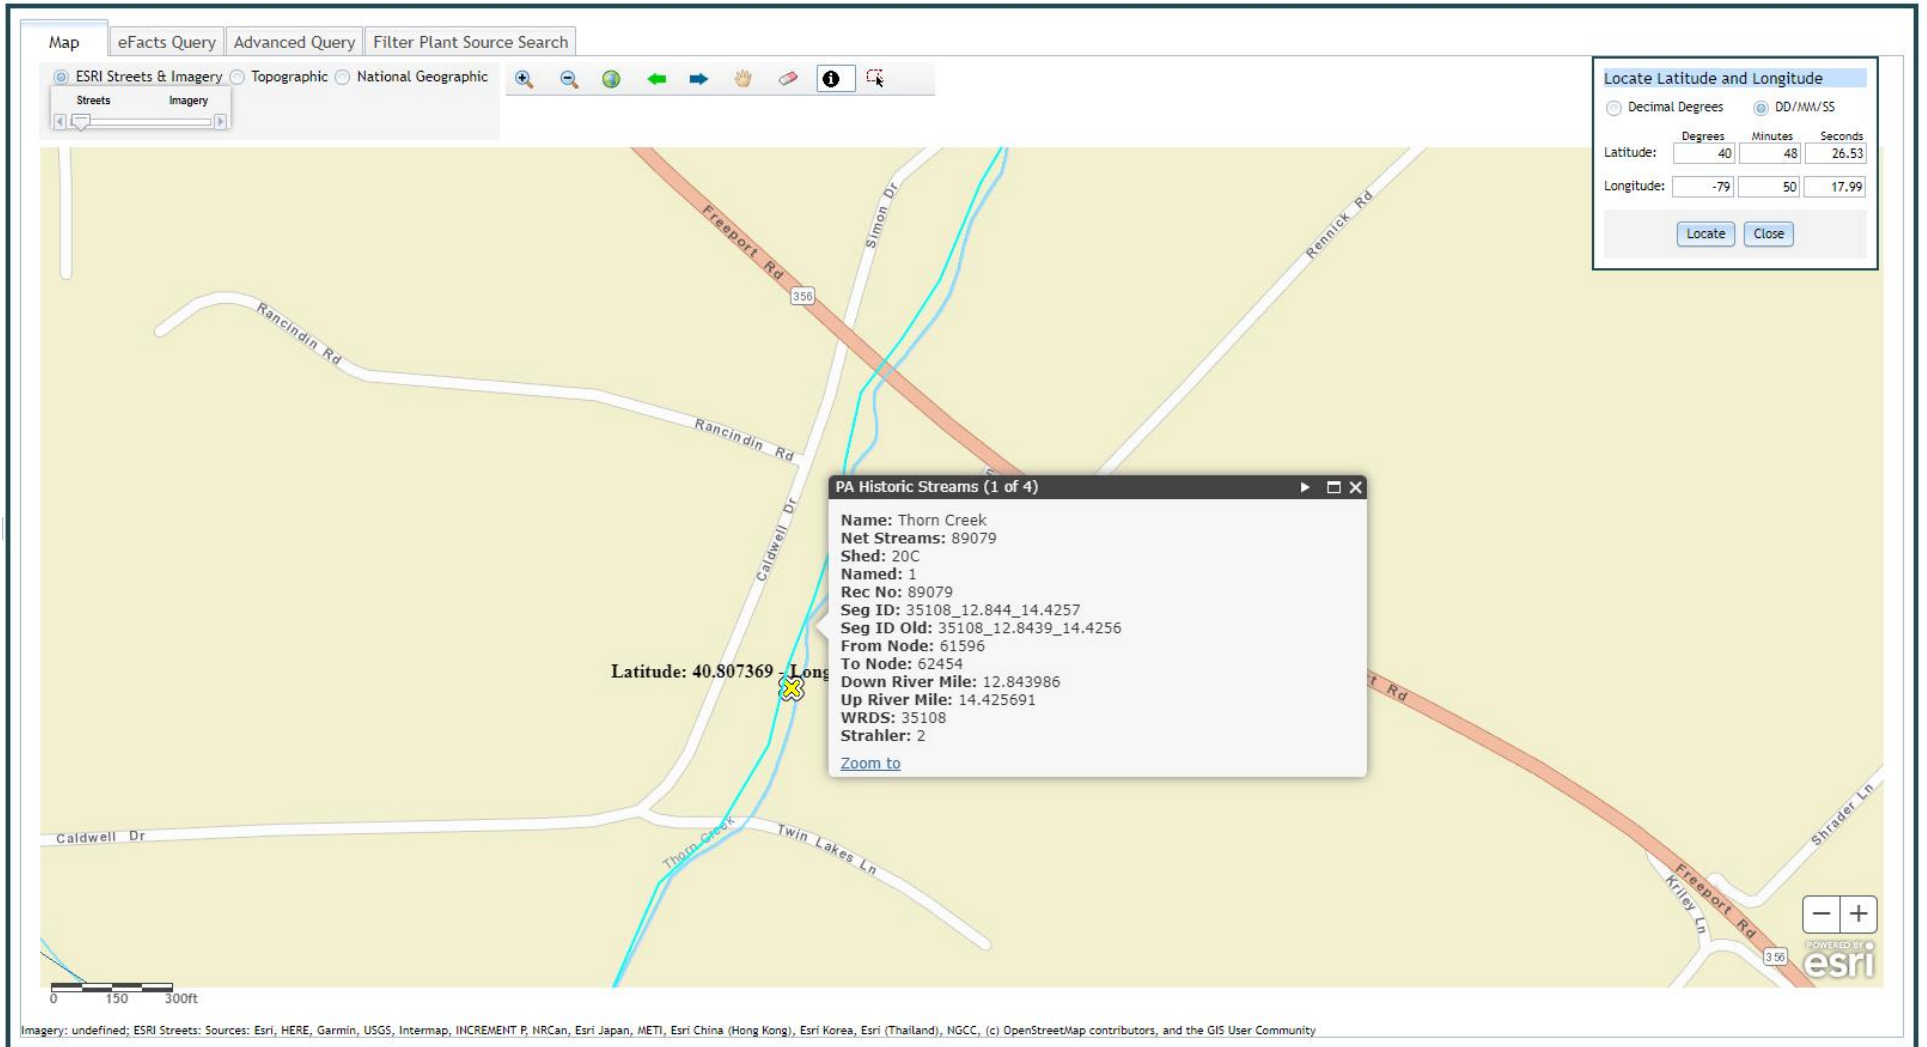 Map eFacts Query Advanced Query Filter Plant Source Search
ESRI Streets & Imagery Topographic National Geographic
Streets Imagery
Locate Latitude and Longitude
Decimal Degrees DD/MM/SS
Degrees Minutes Seconds
Latitude: 40 48 26.53
Longitude: -79 50 17.99
Locate Close
Simon Dr
Freeport Rd
Rennick Rd
356
Rancindin Rd
Rancindin Rd
Caldwell Dr
PA Historic Streams (1 of 4)
Name: Thorn Creek
Net Streams: 89079
Shed: 20C
Named: 1
Rec No: 89079
Seg ID: 35108_12.844_14.4257
Seg ID Old: 35108_12.8439_14.4256
From Node: 61596
To Node: 62454
Down River Mile: 12.843986
Up River Mile: 14.425691
WRDS: 35108
Strahler: 2
Zoom to
Latitude: 40.807369 - Long
rt Rd
Caldwell Dr
Thorn Creek
Twin Lakes Ln
Shrader Ln
Freeport Rd
Kriley Ln
356
POWERED BY
esri
0 150 300ft
Imagery: undefined; ESRI Streets: Sources: Esri, HERE, Garmin, USGS, Intermap, INCREMENT P, NRCan, Esri Japan, METI, Esri China (Hong Kong), Esri Korea, Esri (Thailand), NGCC, (c) OpenStreetMap contributors, and the GIS User Community